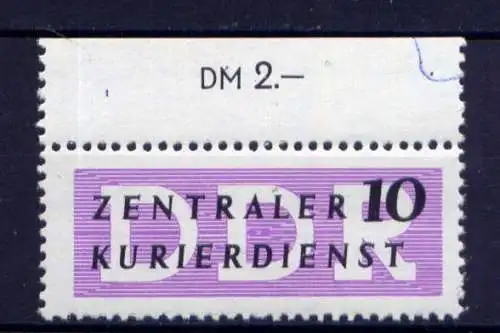 DM 2.—
DDR
ZENTRALER 10
KURIERDIENST